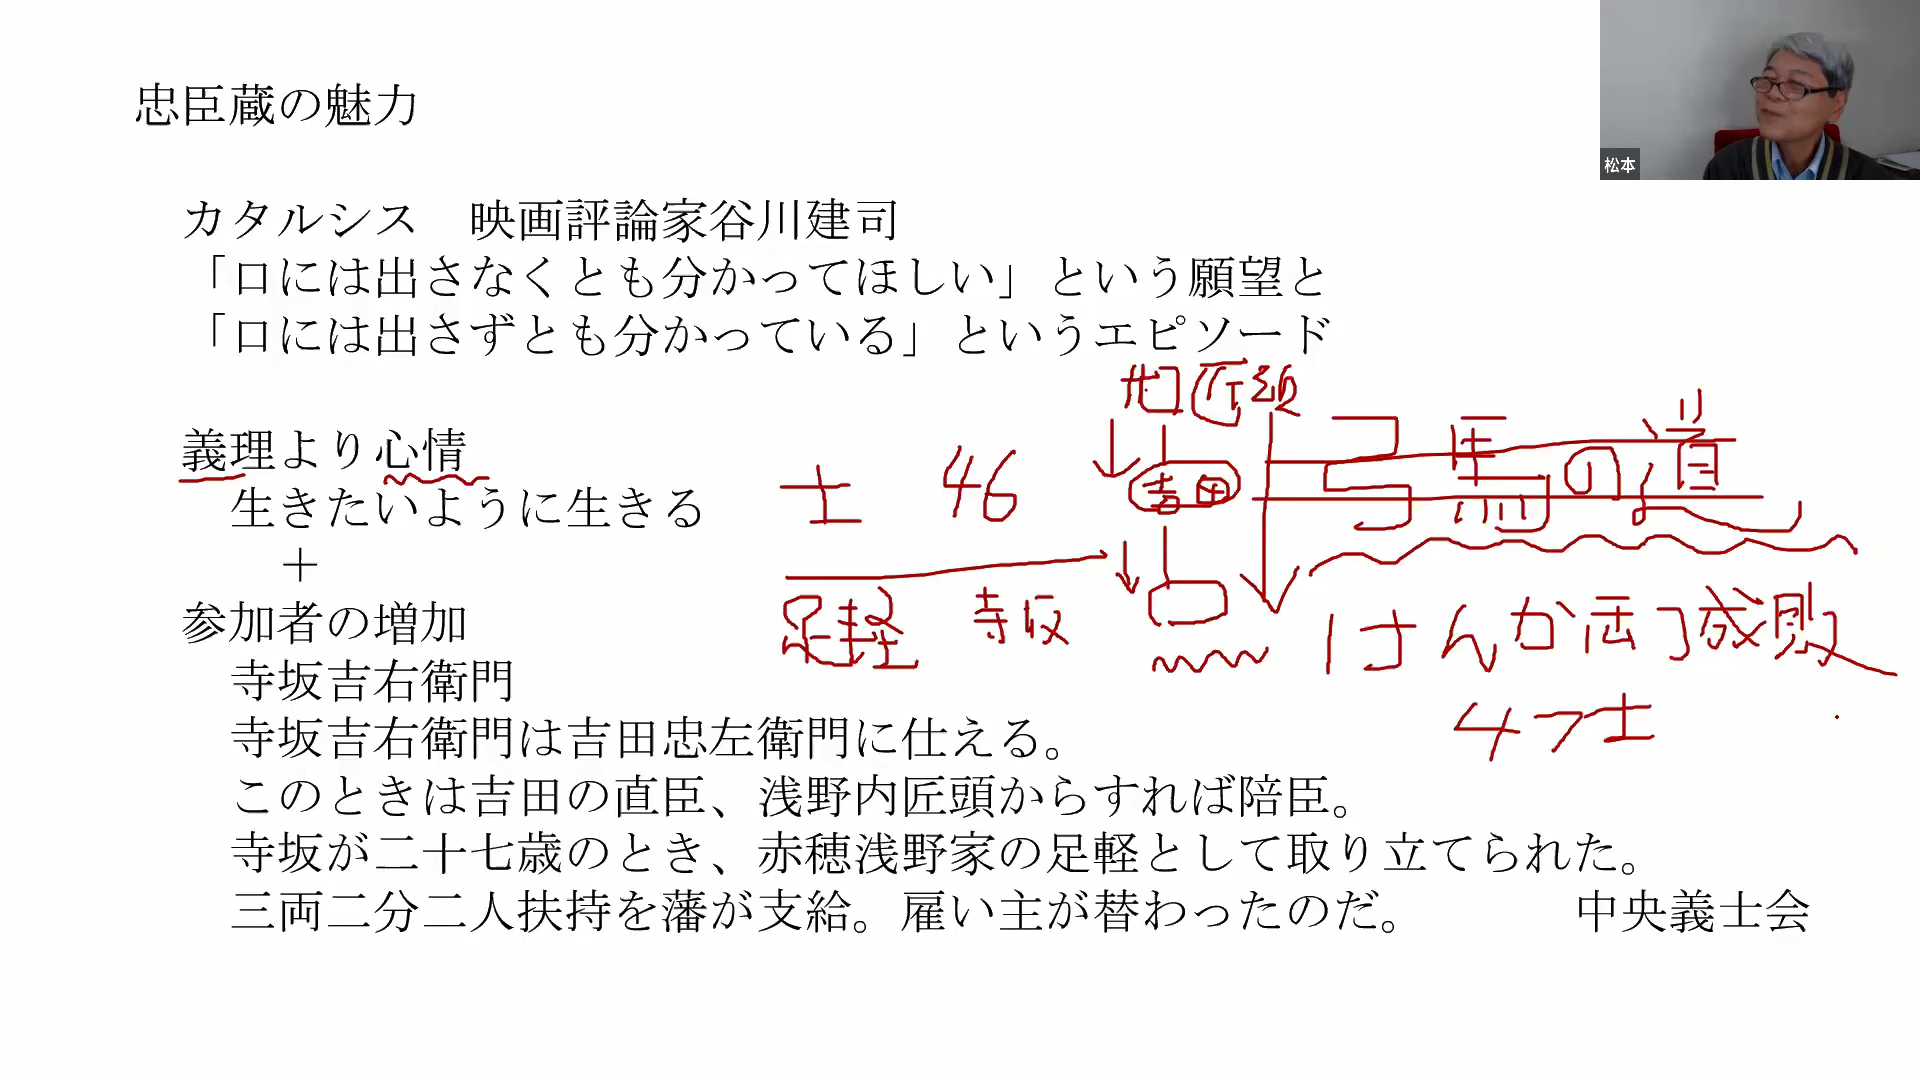 忠臣蔵の魅力
松本
カタルシス　映画評論家谷川建司
「口には出さなくとも分かってほしい」という願望と
「口には出さずとも分かっている」というエピソード
義理より心情
生きたいように生きる
＋
参加者の増加
寺坂吉右衛門
寺坂吉右衛門は吉田忠左衛門に仕える。
このときは吉田の直臣、浅野内匠頭からすれば陪臣。
寺坂が二十七歳のとき、赤穂浅野家の足軽として取り立てられた。
三両二分二人扶持を藩が支給。雇い主が替わったのだ。
中央義士会
内匠頭
士 46
吉田
足軽 寺坂
弓馬の道
けんか両成敗
47士